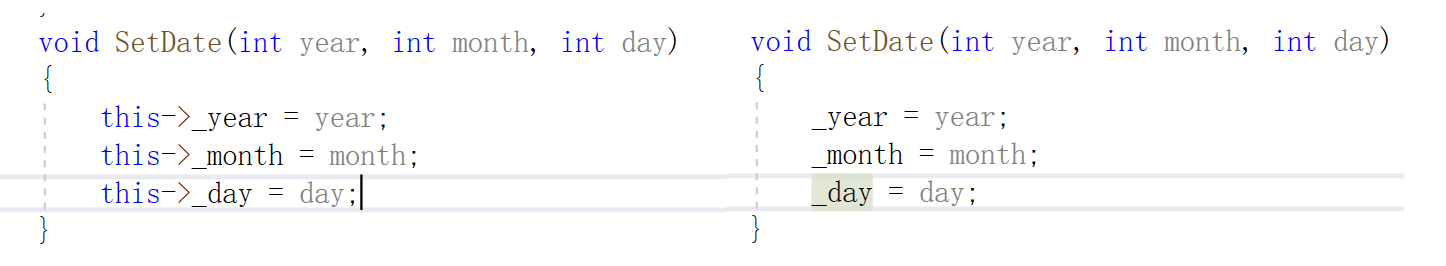 void SetDate(int year, int month, int day)
{
this->_year = year;
this->_month = month;
this->_day = day;
}
void SetDate(int year, int month, int day)
{
_year = year;
_month = month;
_day = day;
}